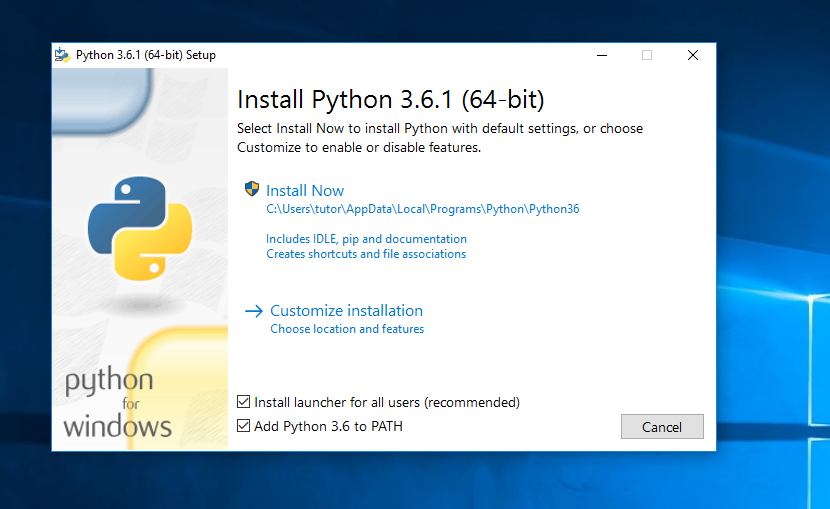 Python 3.6.1 (64-bit) Setup
Install Python 3.6.1 (64-bit)
Select Install Now to install Python with default settings, or choose
Customize to enable or disable features.
Install Now
C:\Users\tutor\AppData\Local\Programs\Python\Python36
Includes IDLE, pip and documentation
Creates shortcuts and file associations
Customize installation
Choose location and features
python
for
windows
Install launcher for all users (recommended)
Add Python 3.6 to PATH
Cancel